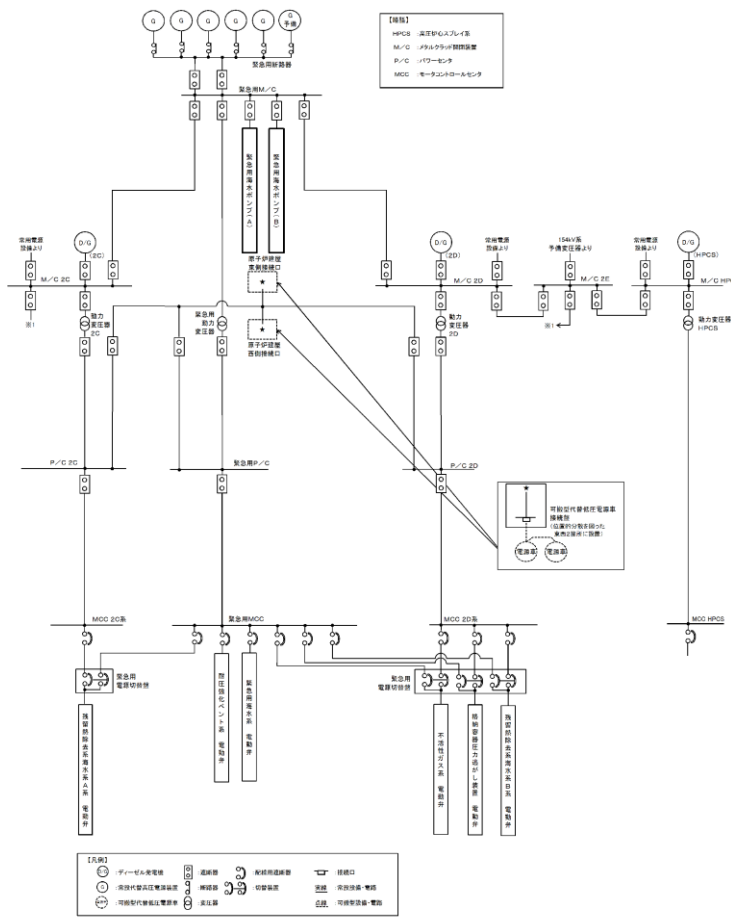 G
G
G
G
G
G
予備
緊急用断路器
緊急用M/C
【略語】
HPCS :高圧炉心スプレイ系
M/C :メタルクラッド開閉装置
P/C :パワーセンタ
MCC :モータコントロールセンタ
緊急用海水ポンプ(A)
緊急用海水ポンプ(B)
原子炉建屋
東側接続口
★
★
原子炉建屋
西側接続口
常用電源
設備より
D/G
(2C)
M/C 2C
※1
動力
変圧器
2C
緊急用
動力
変圧器
D/G
(2D)
M/C 2D
常用電源
設備より
154kV系
予備変圧器より
M/C 2E
※1
常用電源
設備より
D/G
(HPCS)
M/C HPCS
動力
変圧器
2D
動力変圧器
HPCS
P/C 2C
緊急用P/C
P/C 2D
★
可搬型代替低圧電源車
接続盤
(位置的分散を図った
東西2箇所に設置)
電源車
電源車
MCC 2C系
緊急用MCC
MCC 2D系
MCC HPCS
緊急用
電源切替盤
緊急用
電源切替盤
残留熱除去系海水系A系 電動弁
耐圧強化ベント系 電動弁
緊急用海水系 電動弁
不活性ガス系 電動弁
格納容器圧力逃がし装置 電動弁
残留熱除去系海水系B系 電動弁
【凡例】
D/G :ディーゼル発電機
:遮断器
:配線用遮断器
:接続口
G :常設代替高圧電源装置
:断路器
:切替装置
実線 :常設設備・電路
:可搬型代替低圧電源車
:変圧器
点線 :可搬型設備・電路